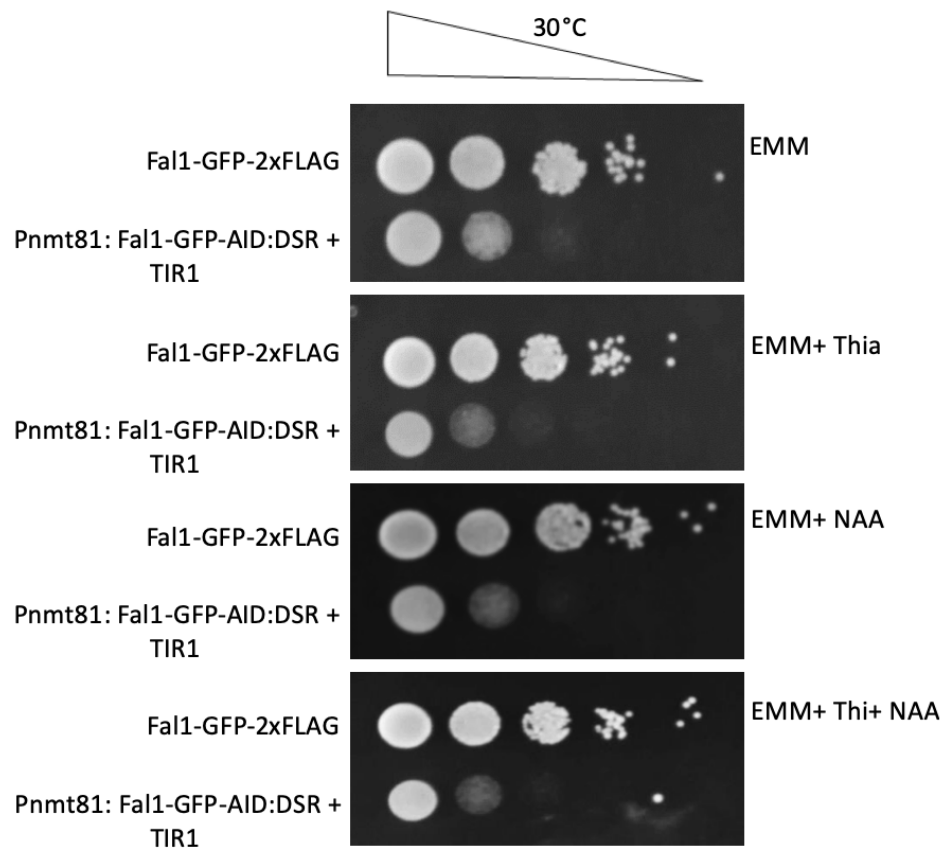 30°C
Fal1-GFP-2xFLAG
EMM
Pnmt81: Fal1-GFP-AID:DSR +
TIR1
Fal1-GFP-2xFLAG
EMM+ Thia
Pnmt81: Fal1-GFP-AID:DSR +
TIR1
Fal1-GFP-2xFLAG
EMM+ NAA
Pnmt81: Fal1-GFP-AID:DSR +
TIR1
Fal1-GFP-2xFLAG
EMM+ Thi+ NAA
Pnmt81: Fal1-GFP-AID:DSR +
TIR1